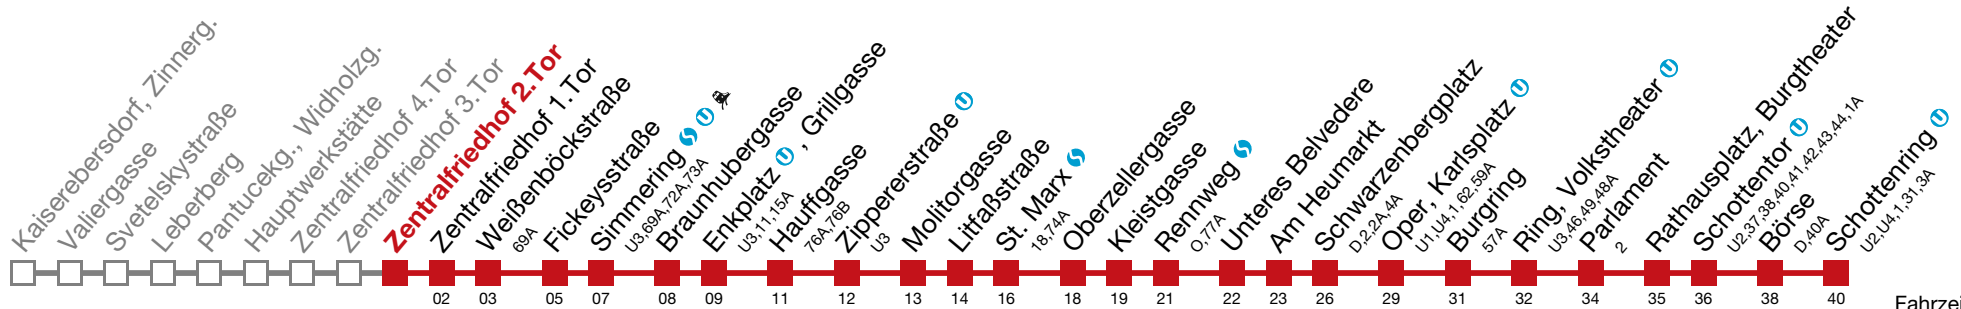 Kaiserebersdorf, Zinnerg.
Valiergasse
Svetelskystraße
Leberberg
Pantucekg., Widholzg.
Hauptwerkstätte
Zentralfriedhof 4.Tor
Zentralfriedhof 3.Tor
Zentralfriedhof 2.Tor
Zentralfriedhof 1.Tor
Weißenböckstraße
69A
Fickeysstraße
Simmering S U
U3,69A,72A,73A
Braunhubergasse
Enkplatz U , Grillgasse
U3,11,15A
Hauffgasse
76A,76B
Zippererstraße U
U3
Molitorgasse
Litfaßstraße
St. Marx S
18,74A
Oberzellergasse
Kleistgasse
Rennweg S
O,77A
Unteres Belvedere
Am Heumarkt
Schwarzenbergplatz
D,2,2A,4A
Oper, Karlsplatz U
U1,U4,1,62,59A
Burgring
57A
Ring, Volkstheater U
U3,46,49,48A
Parlament
2
Rathausplatz, Burgtheater
Schottentor U
U2,37,38,40,41,42,43,44,1A
Börse
D,40A
Schottenring U
U2,U4,1,31,3A
02 03 05 07 08 09 11 12 13 14 16 18 19 21 22 23 26 29 31 32 34 35 36 38 40
Fahrzei